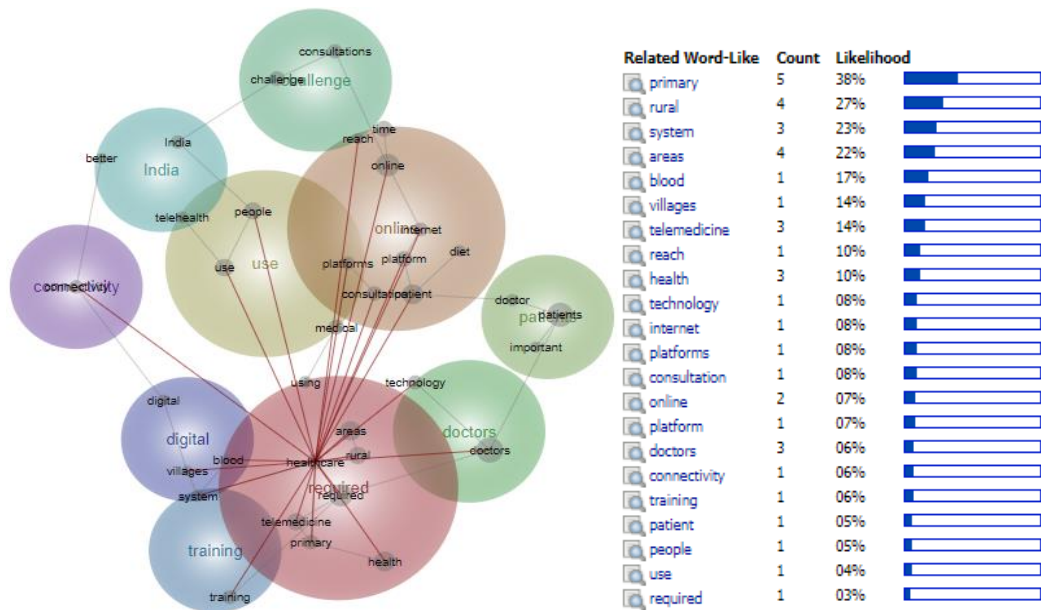 consultations
challenge
challenge
time
reach
India
online
better
India
people
telehealth
internet
online
platform
diet
use
use
platforms
connectivity
connectivity
consultation
patient
doctor
patients
patients
medical
important
using
technology
digital
areas
doctors
digital
rural
doctors
blood
healthcare
villages
required
system
required
telemedicine
primary
training
health
training
Related Word-Like Count Likelihood
primary 5 38%
rural 4 27%
system 3 23%
areas 4 22%
blood 1 17%
villages 1 14%
telemedicine 3 14%
reach 1 10%
health 3 10%
technology 1 08%
internet 1 08%
platforms 1 08%
consultation 1 08%
online 2 07%
platform 1 07%
doctors 3 06%
connectivity 1 06%
training 1 06%
patient 1 05%
people 1 05%
use 1 04%
required 1 03%